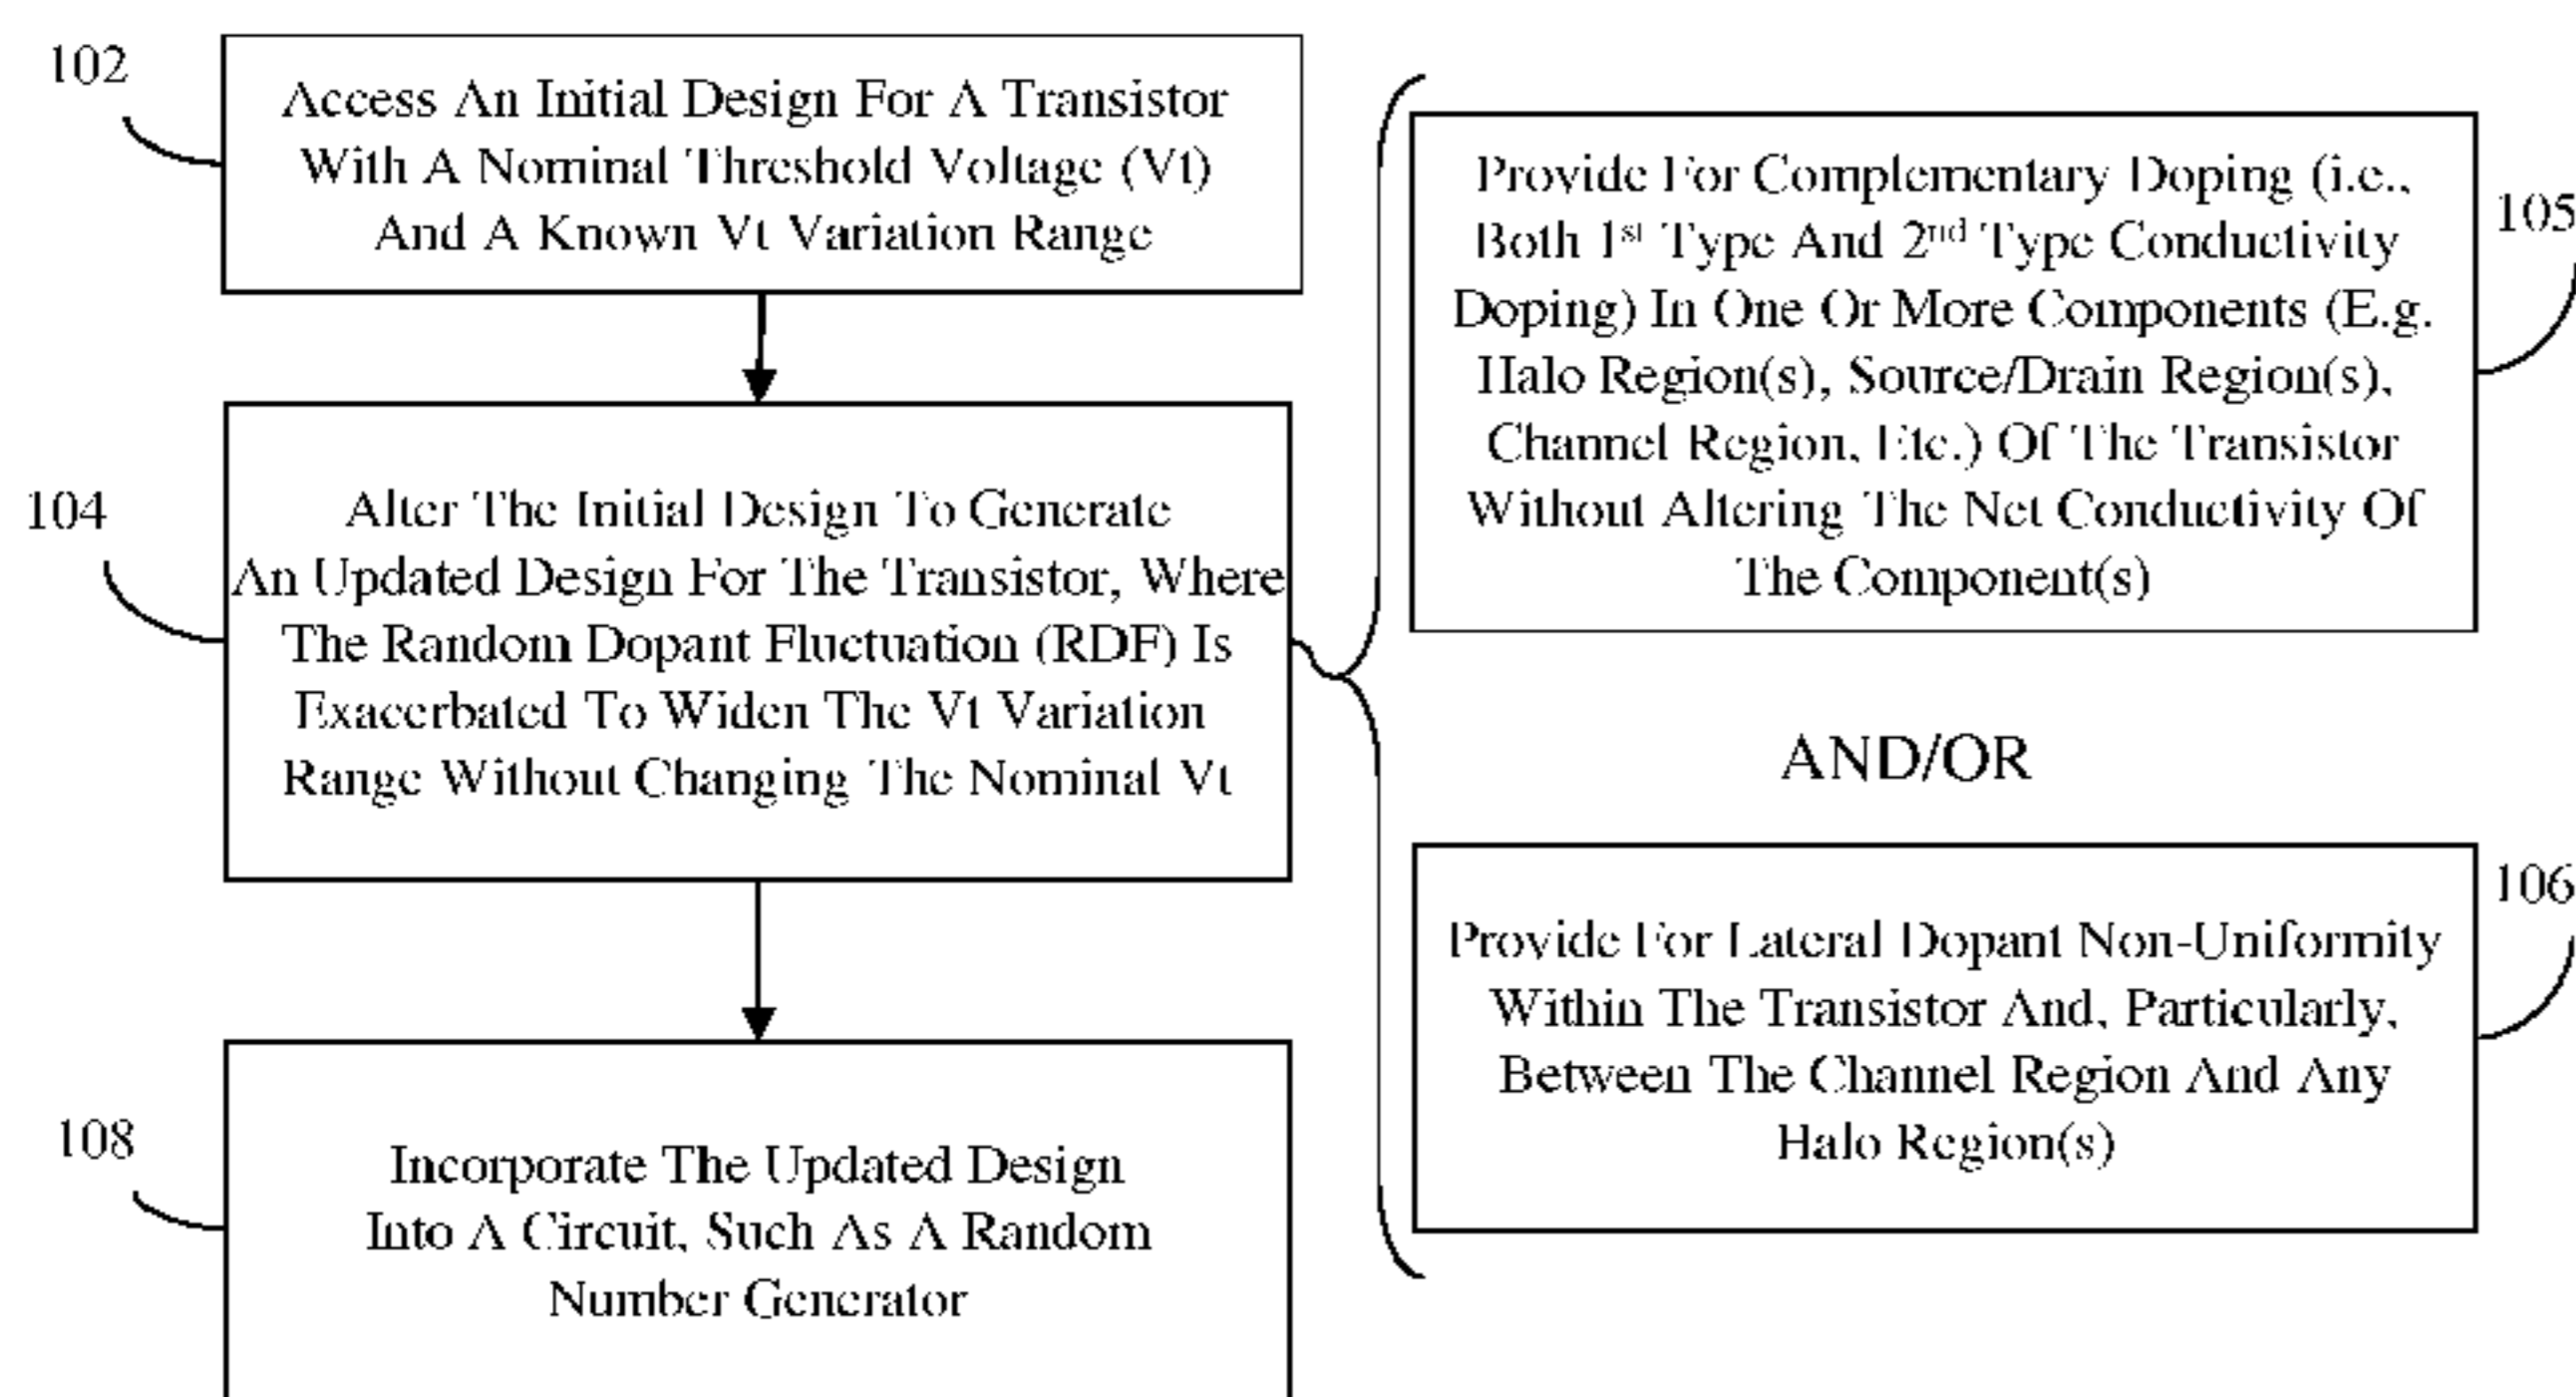 102
Access An Initial Design For A Transistor
With A Nominal Threshold Voltage (Vt)
And A Known Vt Variation Range
104
Alter The Initial Design To Generate
An Updated Design For The Transistor, Where
The Random Dopant Fluctuation (RDF) Is
Exacerbated To Widen The Vt Variation
Range Without Changing The Nominal Vt
108
Incorporate The Updated Design
Into A Circuit, Such As A Random
Number Generator
105
Provide For Complementary Doping (i.e.,
Both 1st Type And 2nd Type Conductivity
Doping) In One Or More Components (E.g.
Halo Region(s), Source/Drain Region(s),
Channel Region, Etc.) Of The Transistor
Without Altering The Net Conductivity Of
The Component(s)
AND/OR
106
Provide For Lateral Dopant Non-Uniformity
Within The Transistor And, Particularly,
Between The Channel Region And Any
Halo Region(s)